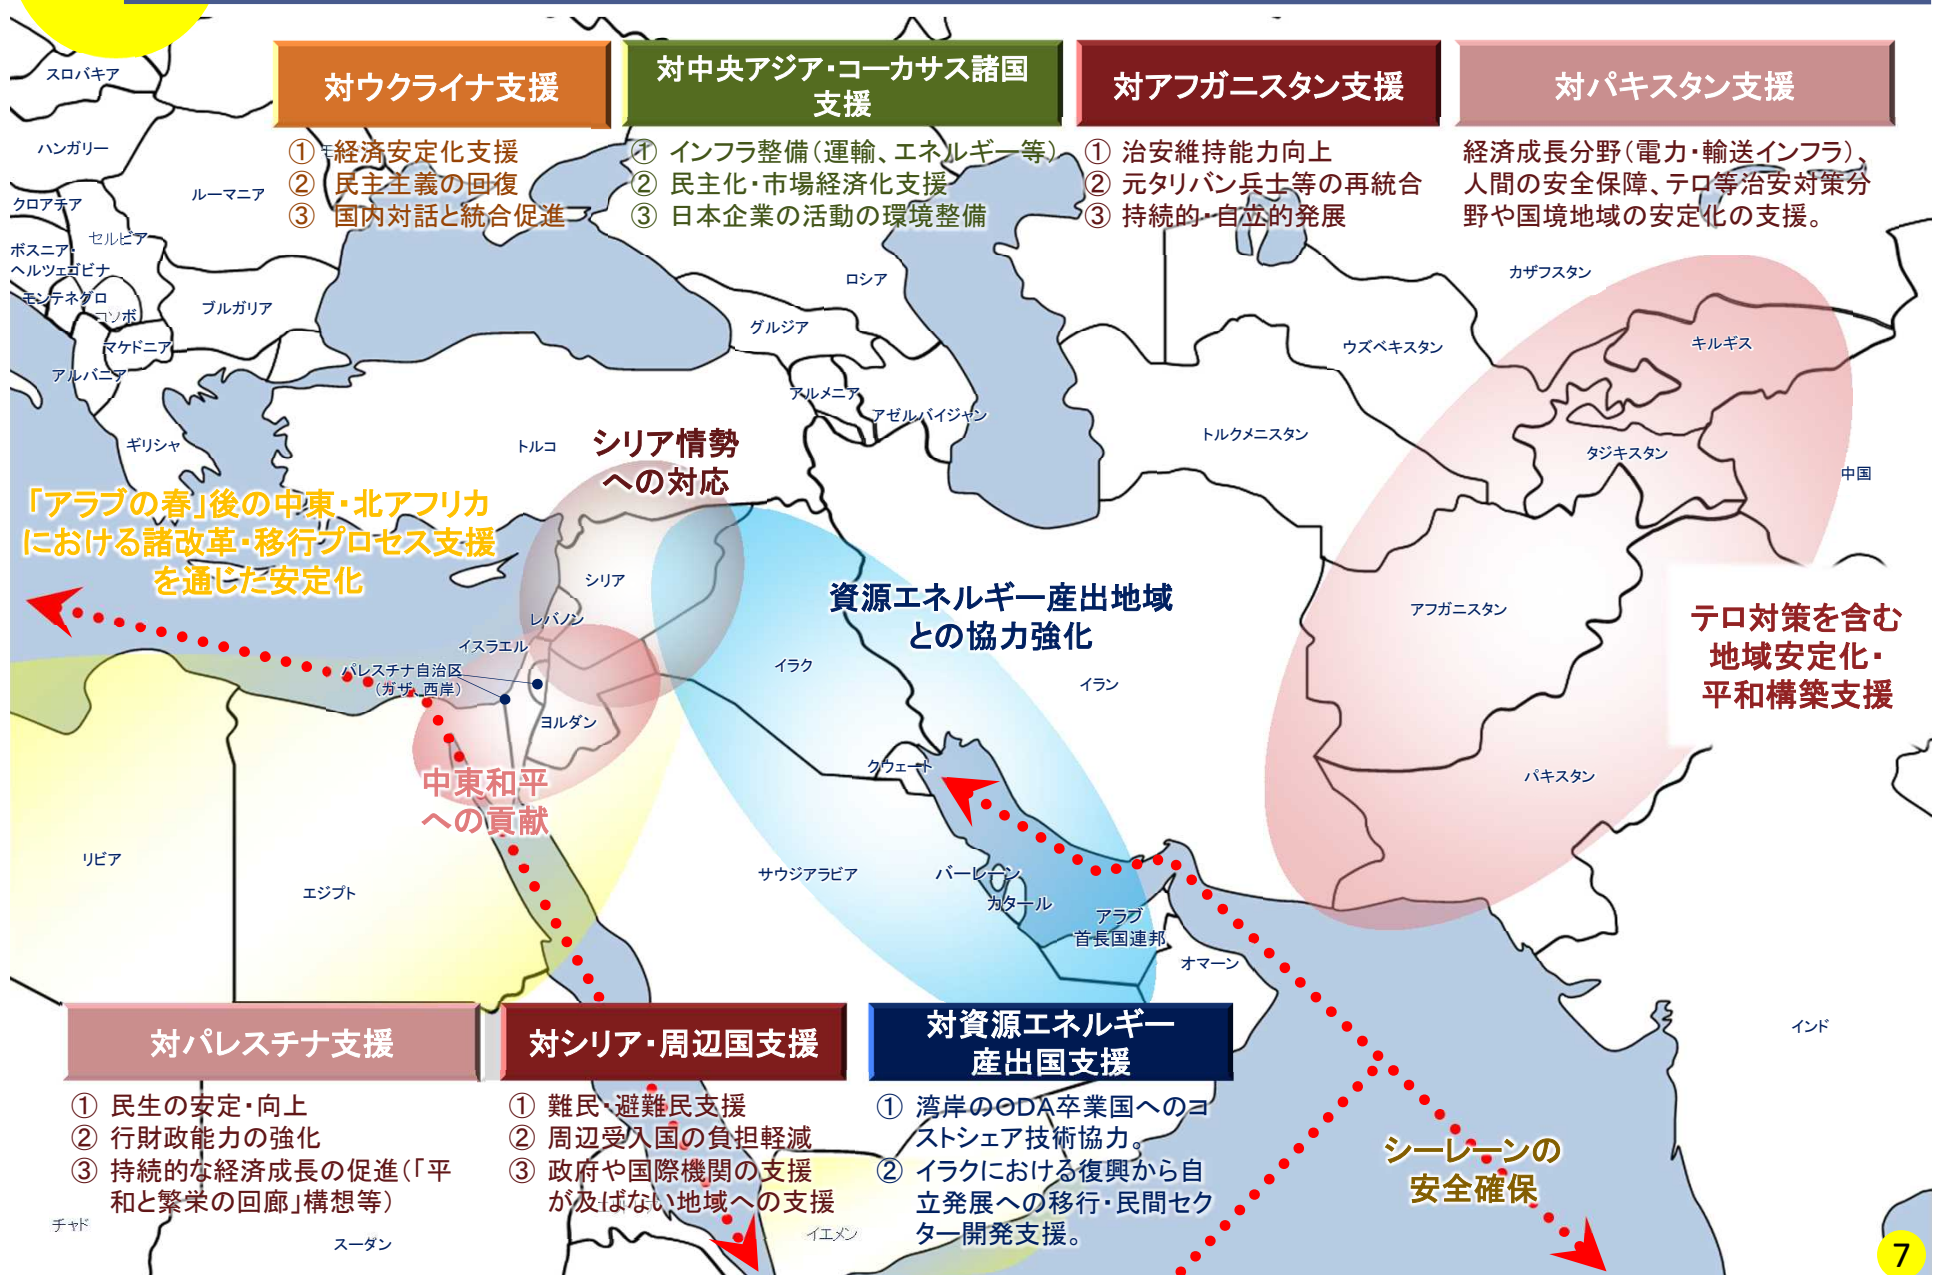 対ウクライナ支援
① 経済安定化支援
② 民主主義の回復
③ 国内対話と統合促進
対中央アジア・コーカサス諸国
支援
① インフラ整備(運輸、エネルギー等)
② 民主化・市場経済化支援
③ 日本企業の活動の環境整備
対アフガニスタン支援
① 治安維持能力向上
② 元タリバン兵士等の再統合
③ 持続的・自立的発展
対パキスタン支援
経済成長分野(電力・輸送インフラ)、
人間の安全保障、テロ等治安対策分
野や国境地域の安定化の支援。
スロバキア
ハンガリー
ルーマニア
クロアチア
セルビア
ボスニア・
ヘルツェゴビナ
モンテネグロ
コソボ
ブルガリア
マケドニア
アルバニア
ギリシャ
トルコ
ロシア
グルジア
アルメニア
アゼルバイジャン
カザフスタン
ウズベキスタン
キルギス
トルクメニスタン
タジキスタン
中国
シリア情勢
への対応
「アラブの春」後の中東・北アフリカ
における諸改革・移行プロセス支援
を通じた安定化
シリア
レバノン
イスラエル
パレスチナ自治区
(ガザ、西岸)
ヨルダン
資源エネルギー産出地域
との協力強化
イラク
イラン
アフガニスタン
テロ対策を含む
地域安定化・
平和構築支援
パキスタン
クウェート
中東和平
への貢献
リビア
エジプト
サウジアラビア
バーレーン
カタール
アラブ
首長国連邦
オマーン
インド
対パレスチナ支援
① 民生の安定・向上
② 行財政能力の強化
③ 持続的な経済成長の促進(「平
和と繁栄の回廊」構想等)
対シリア・周辺国支援
① 難民・避難民支援
② 周辺受入国の負担軽減
③ 政府や国際機関の支援
が及ばない地域への支援
対資源エネルギー
産出国支援
① 湾岸のODA卒業国へのコ
ストシェア技術協力。
② イラクにおける復興から自
立発展への移行・民間セク
ター開発支援。
シーレーンの
安全確保
チャド
スーダン
イエメン
7